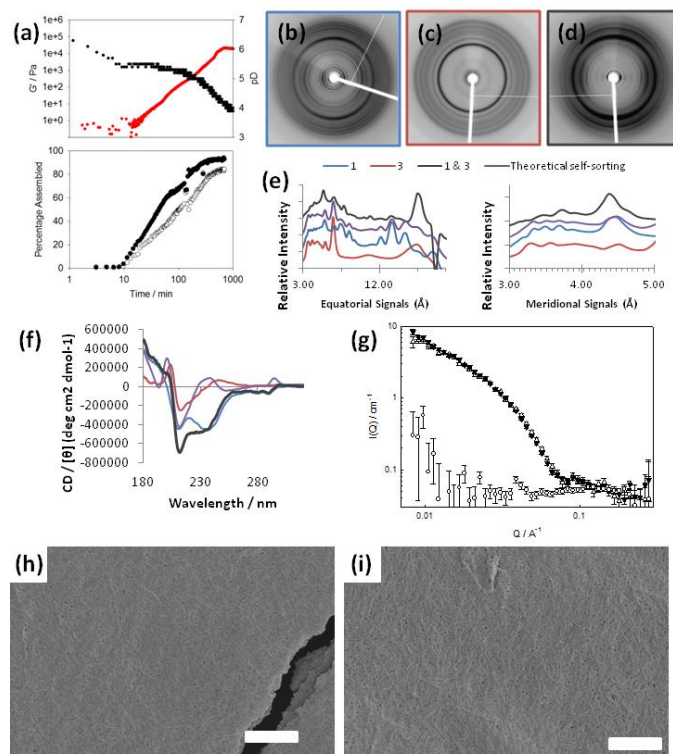 (a)
G' / Pa
1e+6
1e+5
1e+4
1e+3
1e+2
1e+1
1e+0
6
5
4
3
pD
Percentage Assembled
100
80
60
40
20
0
1 10 100 1000
Time / min
(b)
(c)
(d)
1 3 1 & 3 Theoretical self-sorting
(e)
Relative Intensity
3.00 12.00
Equatorial Signals (Å)
Relative Intensity
3.00 4.00 5.00
Meridional Signals (Å)
(f)
CD / [θ] (deg cm2 dmol-1)
600000
400000
200000
0
-200000
-400000
-600000
-800000
180 230 280
Wavelength / nm
(g)
I(Q) / cm⁻¹
10
1
0.1
0.01 0.1
Q / A⁻¹
(h)
(i)